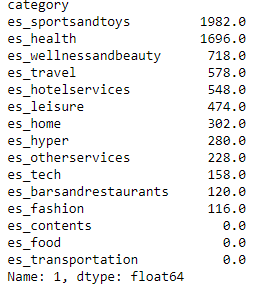 category
es_sportsandtoys 1982.0
es_health 1696.0
es_wellnessandbeauty 718.0
es_travel 578.0
es_hotelservices 548.0
es_leisure 474.0
es_home 302.0
es_hyper 280.0
es_otherservices 228.0
es_tech 158.0
es_barsandrestaurants 120.0
es_fashion 116.0
es_contents 0.0
es_food 0.0
es_transportation 0.0
Name: 1, dtype: float64